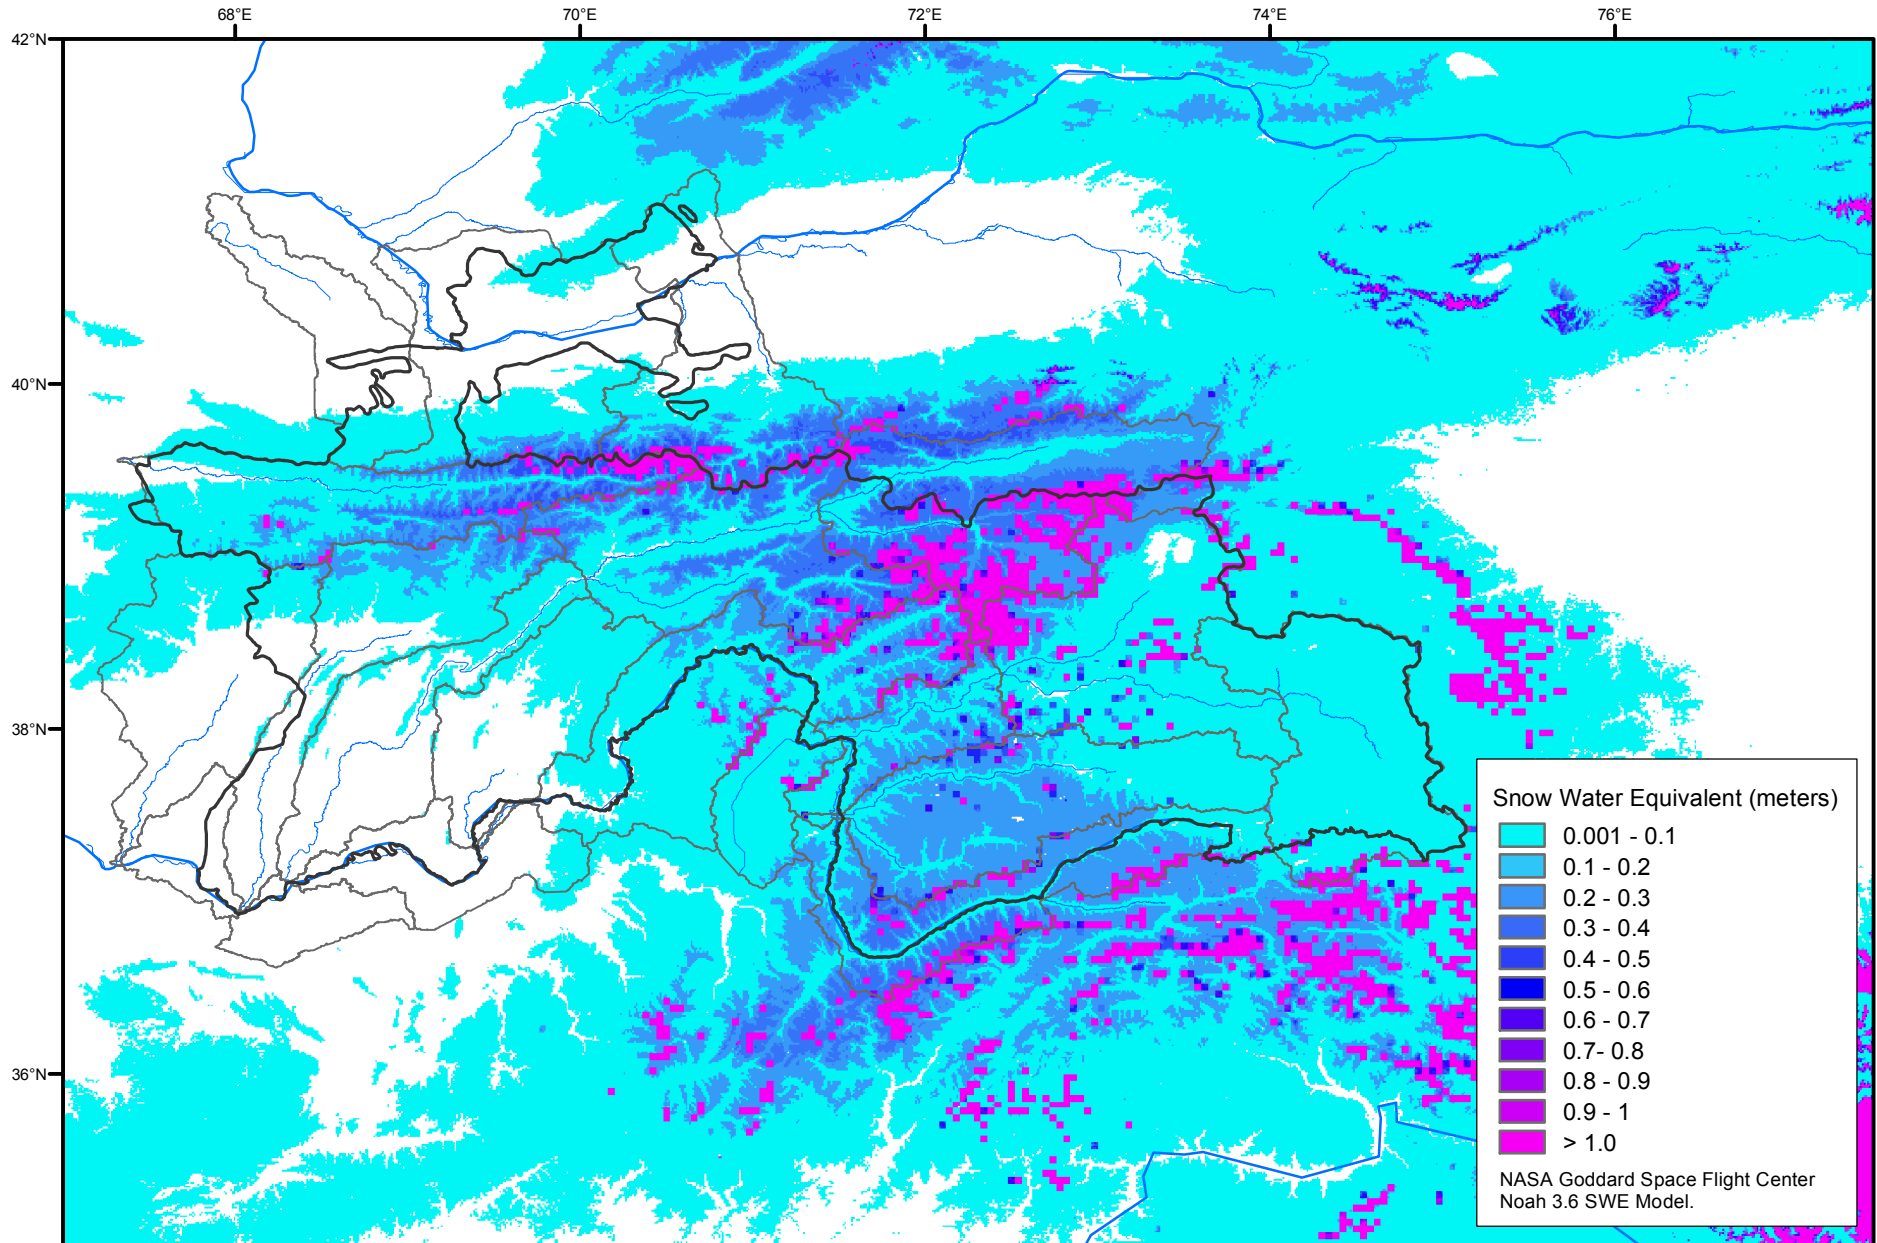 68°E 70°E 72°E 74°E 76°E
42°N
40°N
38°N
36°N
Snow Water Equivalent (meters)
0.001 - 0.1
0.1 - 0.2
0.2 - 0.3
0.3 - 0.4
0.4 - 0.5
0.5 - 0.6
0.6 - 0.7
0.7- 0.8
0.8 - 0.9
0.9 - 1
> 1.0
NASA Goddard Space Flight Center
Noah 3.6 SWE Model.